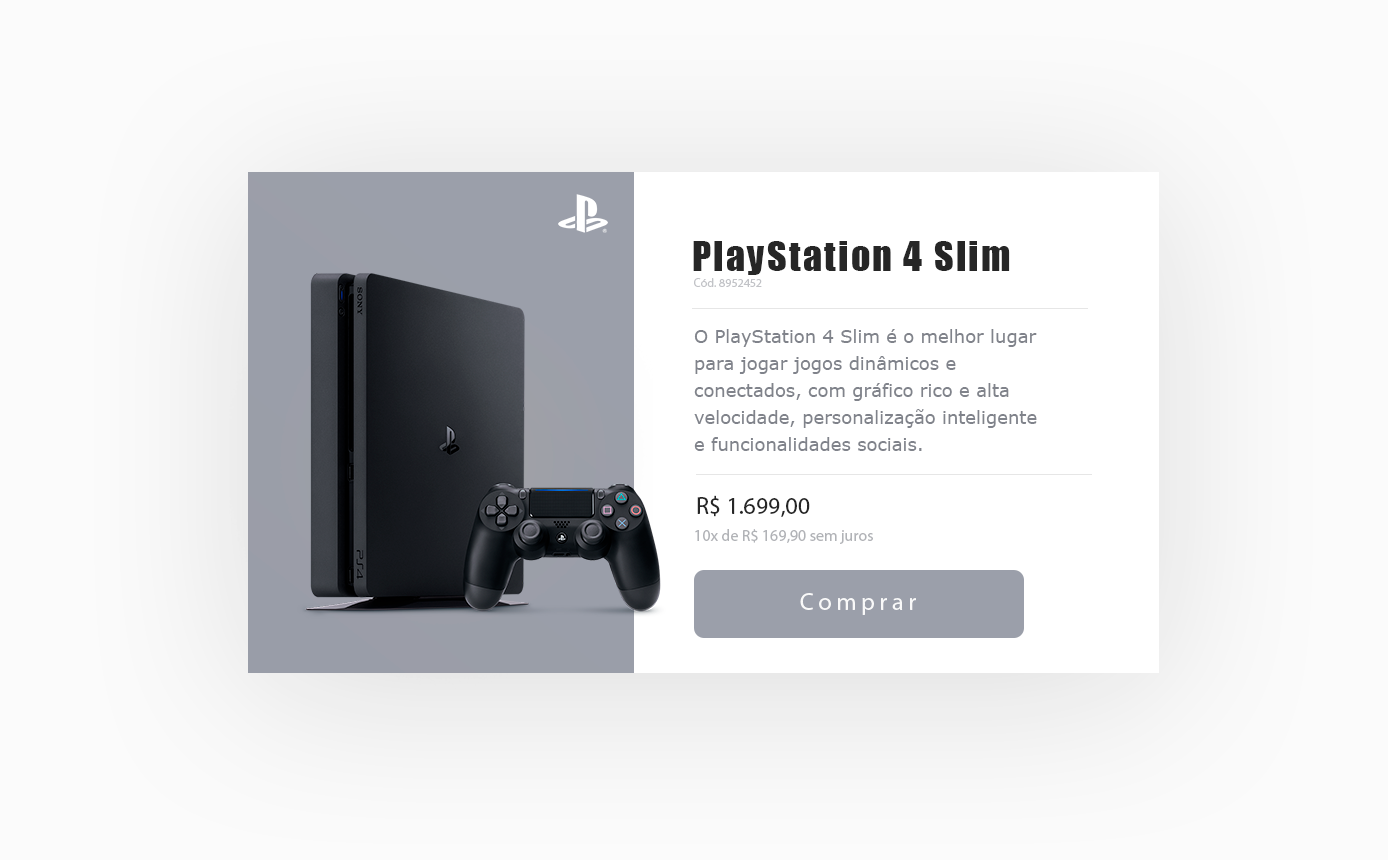 SONY
PS4
PlayStation 4 Slim
Cód. 8952452
O PlayStation 4 Slim é o melhor lugar
para jogar jogos dinâmicos e
conectados, com gráfico rico e alta
velocidade, personalização inteligente
e funcionalidades sociais.
R$ 1.699,00
10x de R$ 169,90 sem juros
Comprar